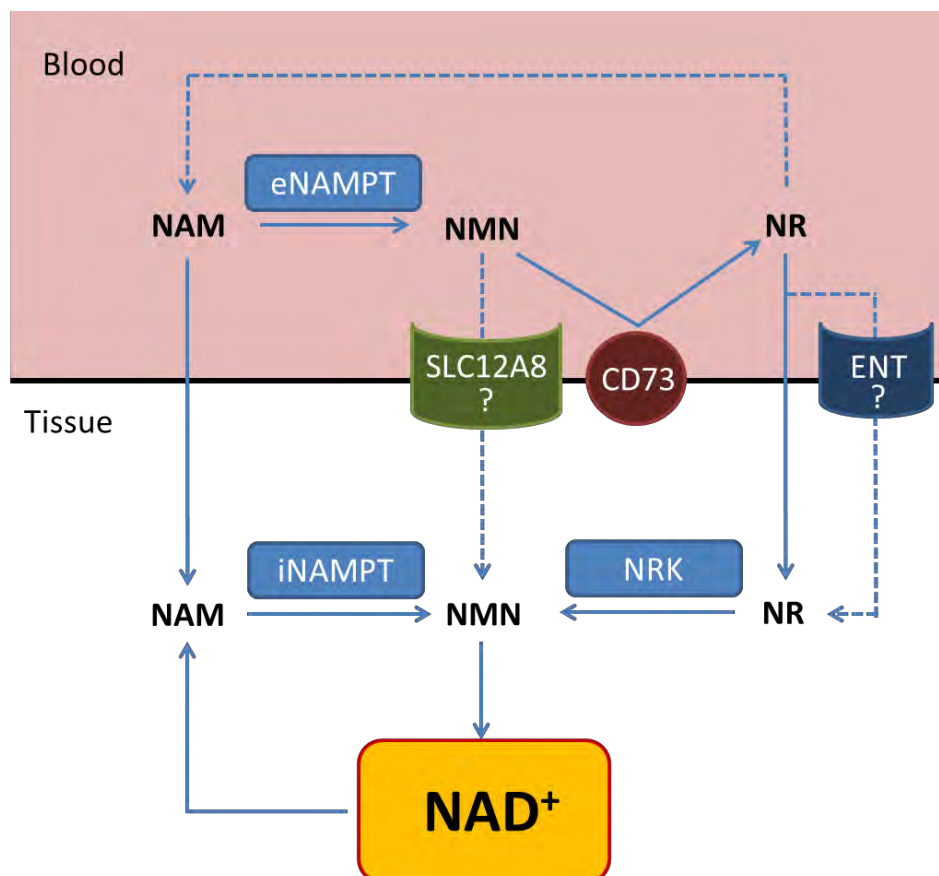 Blood
eNAMPT
NAM
NMN
NR
SLC12A8
?
CD73
ENT
?
Tissue
iNAMPT
NRK
NAM
NMN
NR
NAD⁺